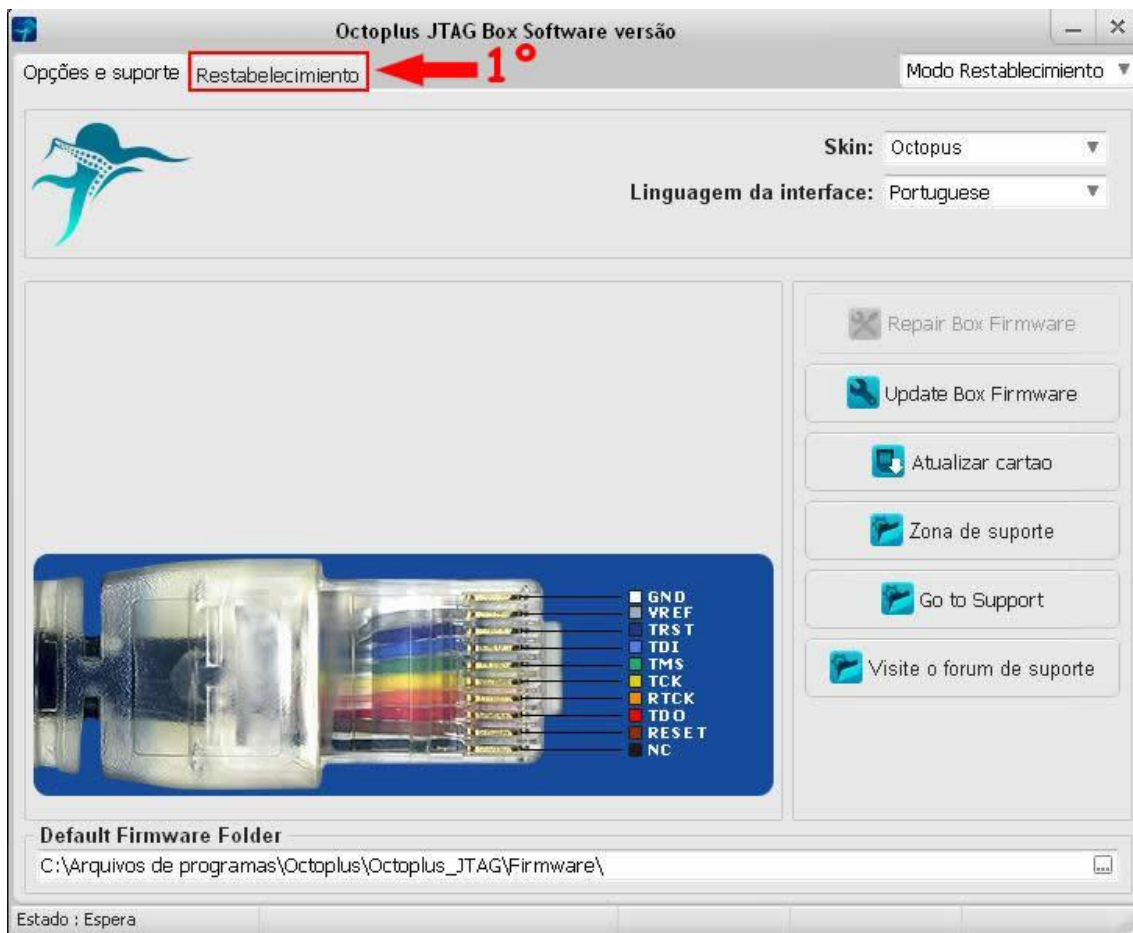 Octoplus JTAG Box Software versão
Opções e suporte
Restabelecimiento
1º
Modo Restablecimiento
Skin: Octopus
Linguagem da interface: Portuguese
Repair Box Firmware
Update Box Firmware
Atualizar cartao
Zona de suporte
Go to Support
Visite o forum de suporte
GND
VREF
TRST
TDI
TMS
TCK
RTCK
TDO
RESET
NC
Default Firmware Folder
C:\Arquivos de programas\Octoplus\Octoplus_JTAG\Firmware\
...
Estado : Espera